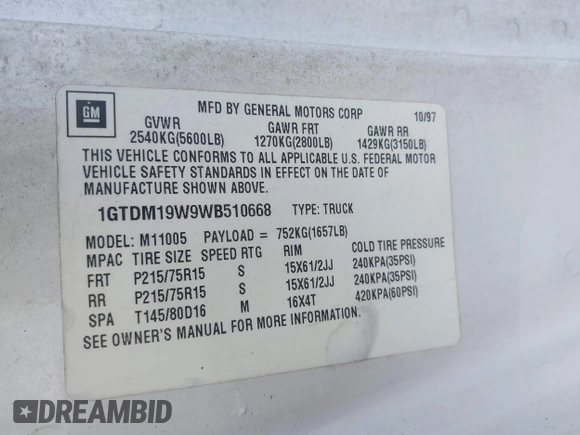 GM
MFD BY GENERAL MOTORS CORP 10/97
GVWR GAWR FRT GAWR RR
2540KG(5600LB) 1270KG(2800LB) 1429KG(3150LB)
THIS VEHICLE CONFORMS TO ALL APPLICABLE U.S. FEDERAL MOTOR
VEHICLE SAFETY STANDARDS IN EFFECT ON THE DATE OF
MANUFACTURE SHOWN ABOVE.
1GTDM19W9WB510668 TYPE: TRUCK
MODEL: M11005 PAYLOAD = 752KG(1657LB)
MPAC TIRE SIZE SPEED RTG RIM COLD TIRE PRESSURE
FRT P215/75R15 S 15X61/2JJ 240KPA(35PSI)
RR P215/75R15 S 15X61/2JJ 240KPA(35PSI)
SPA T145/80D16 M 16X4T 420KPA(60PSI)
SEE OWNER'S MANUAL FOR MORE INFORMATION.
DREAMBID